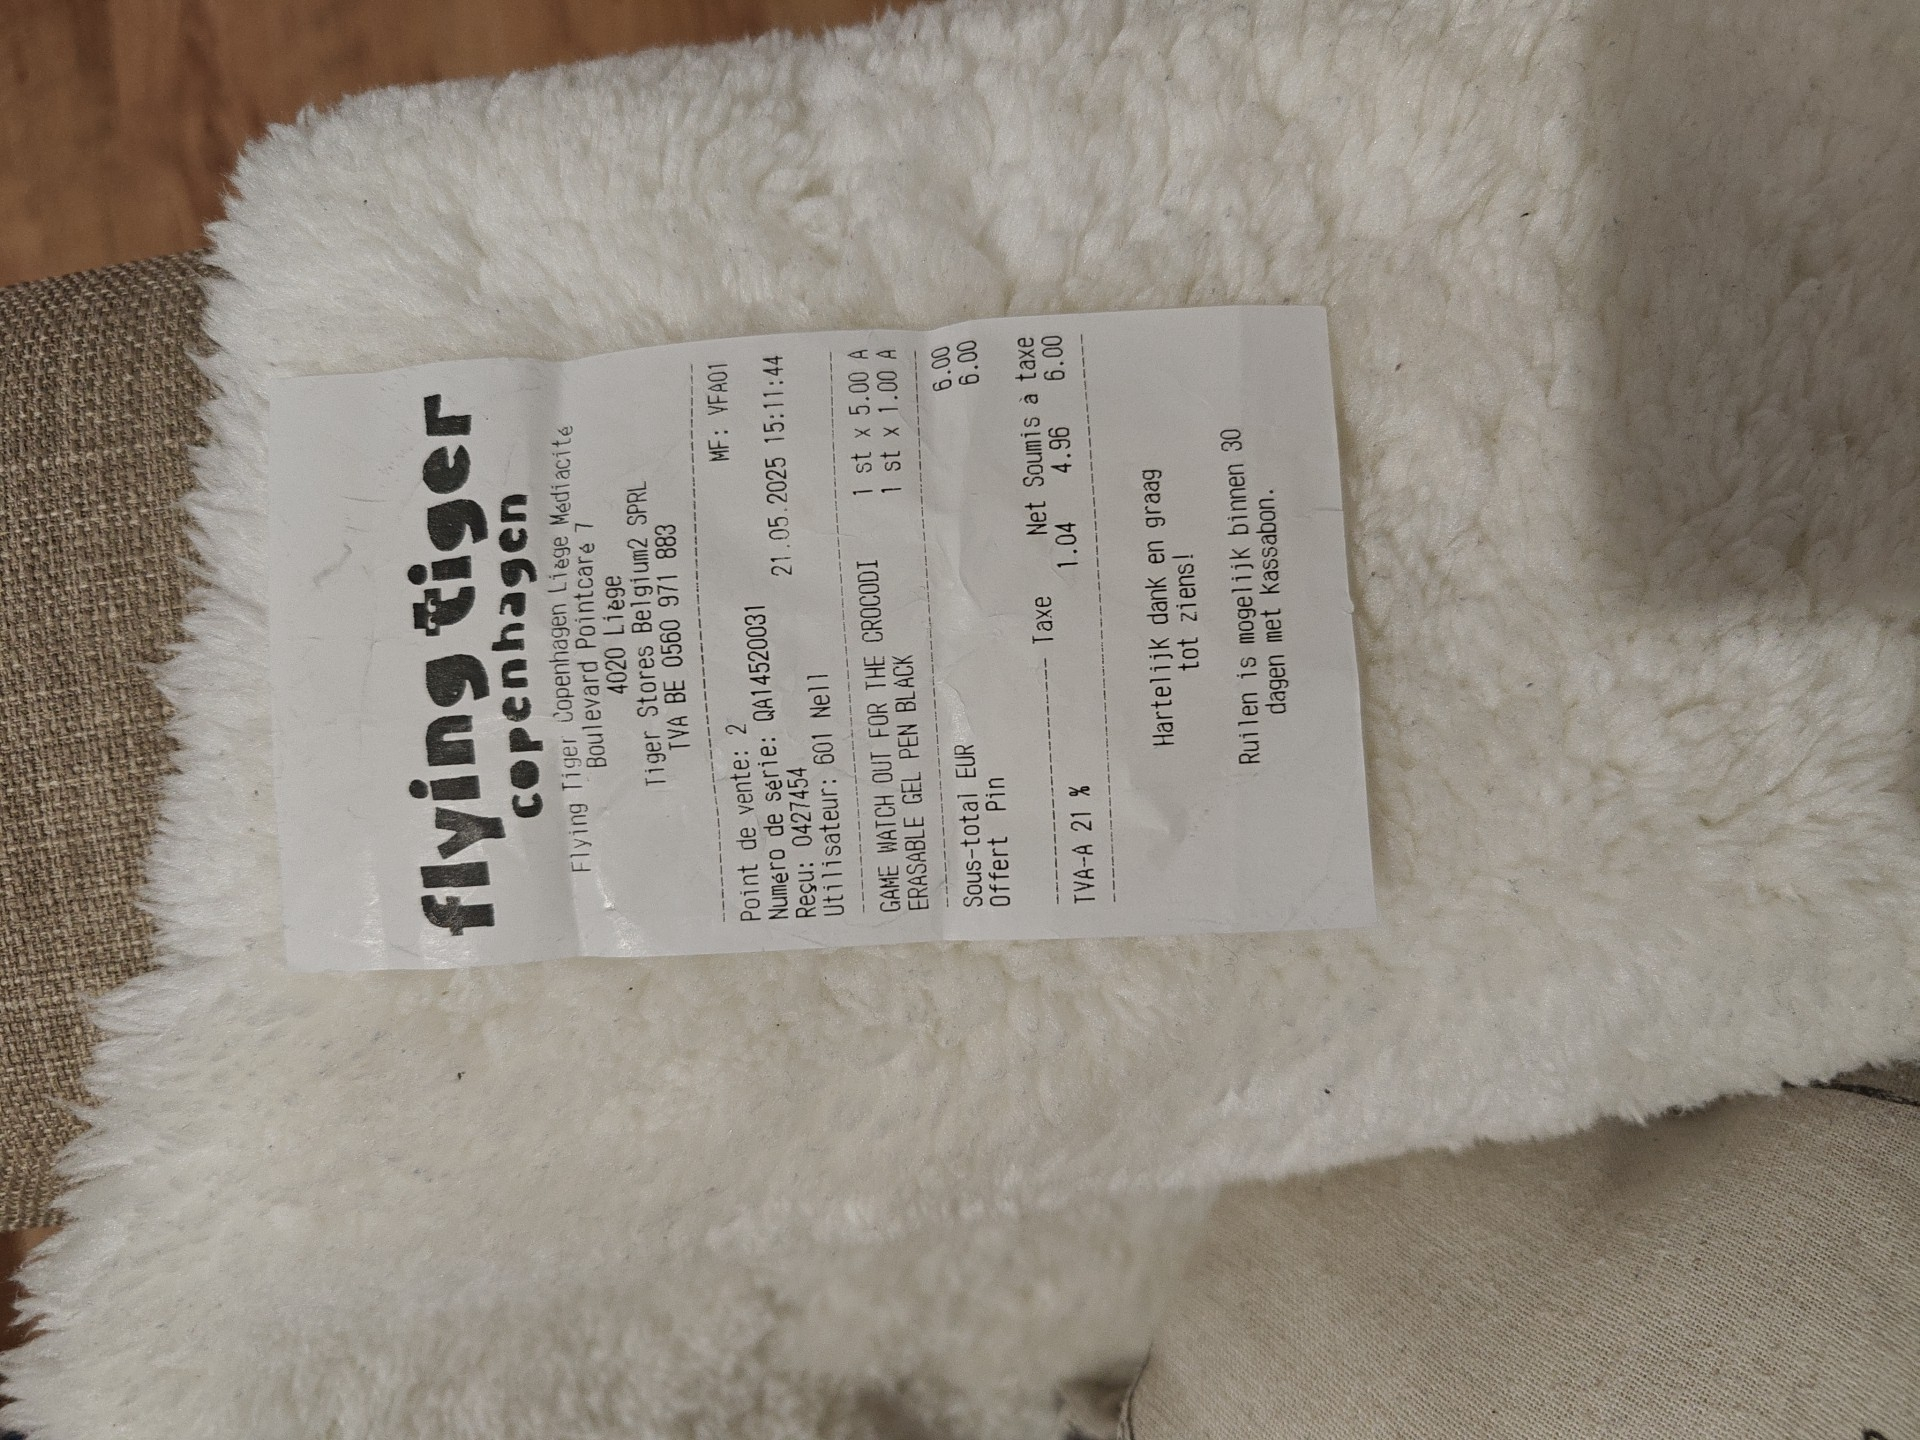 flying tiger
copenhagen
Flying Tiger Copenhagen Liège Médiacité
Boulevard Pointcaré 7
4020 Liège
Tiger Stores Belgium2 SPRL
TVA BE 0560 971 883
MF: VFA01
Point de vente: 2
Numéro de série: QA14520031
Reçu: 0427454 21.05.2025 15:11:44
Utilisateur: 601 Nell
GAME WATCH OUT FOR THE CROCODI 1 st x 5.00 A
ERASABLE GEL PEN BLACK 1 st x 1.00 A
Sous-total EUR 6.00
Offert Pin 6.00
Taxe Net Soumis à taxe
TVA-A 21 % 1.04 4.96 6.00
Hartelijk dank en graag
tot ziens!
Ruilen is mogelijk binnen 30
dagen met kassabon.